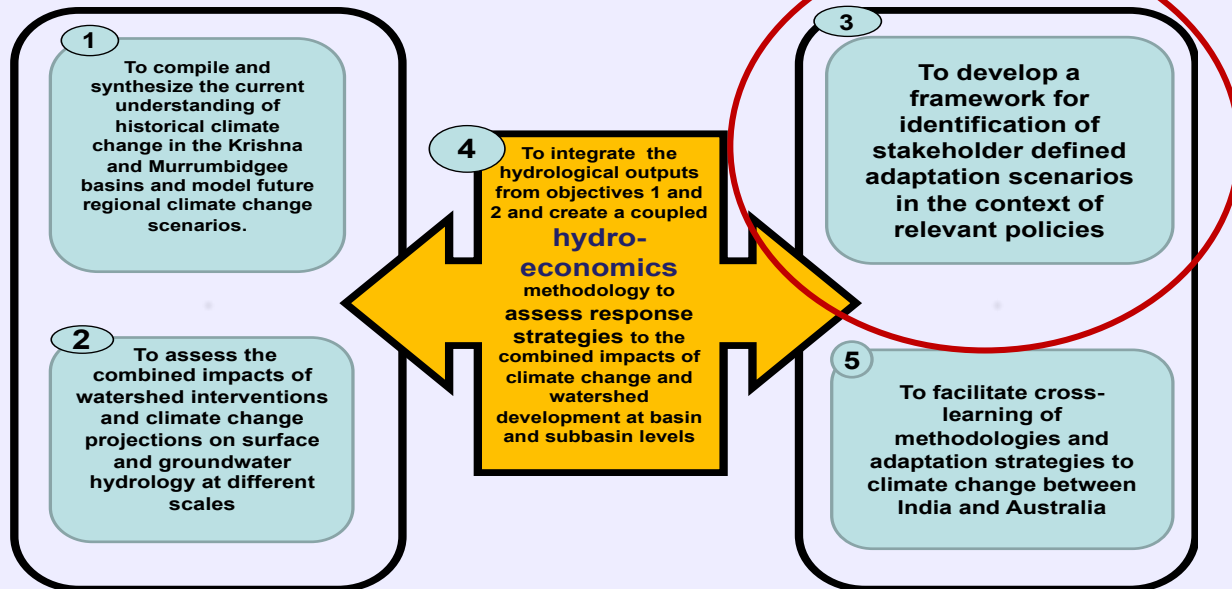 1
To compile and
synthesize the current
understanding of
historical climate
change in the Krishna
and Murrumbidgee
basins and model future
regional climate change
scenarios.
2
To assess the
combined impacts of
watershed interventions
and climate change
projections on surface
and groundwater
hydrology at different
scales
4
To integrate the
hydrological outputs
from objectives 1 and
2 and create a coupled
hydro-
economics
methodology to
assess response
strategies to the
combined impacts of
climate change and
watershed
development at basin
and subbasin levels
3
To develop a
framework for
identification of
stakeholder defined
adaptation scenarios
in the context of
relevant policies
5
To facilitate cross-
learning of
methodologies and
adaptation strategies to
climate change between
India and Australia